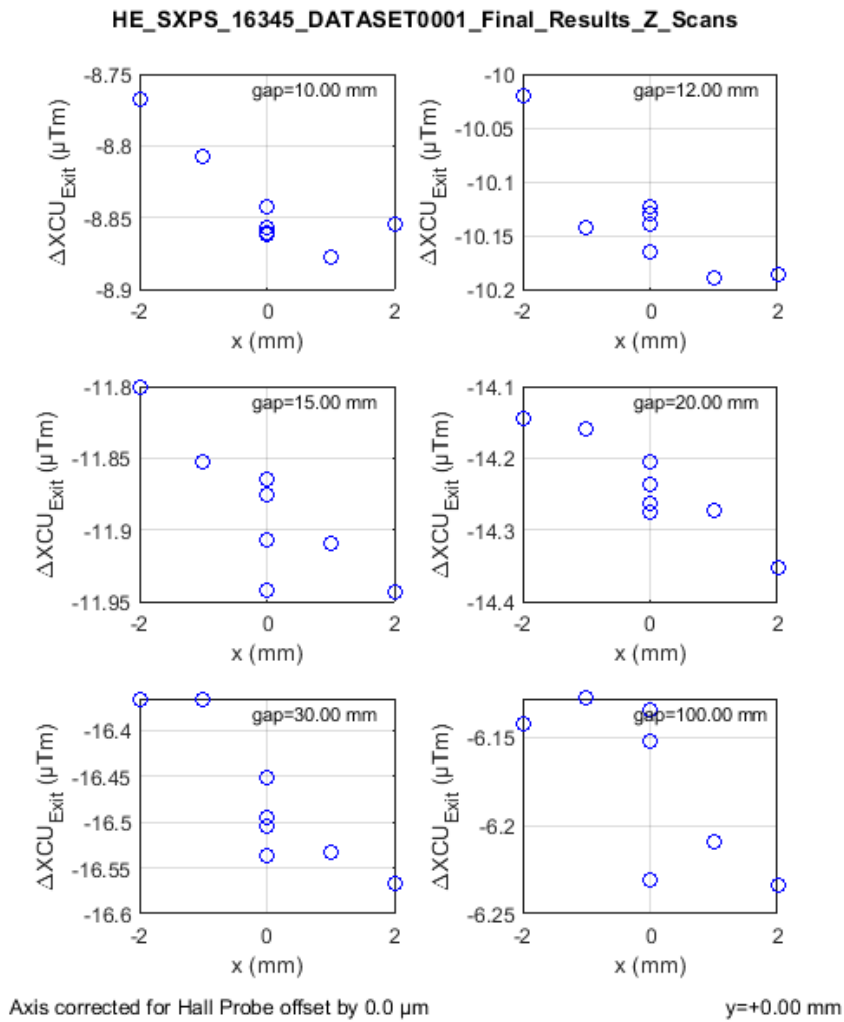 HE_SXPS_16345_DATASET0001_Final_Results_Z_Scans
gap=10.00 mm
-8.75
-8.8
-8.85
-8.9
ΔXCU_Exit (µTm)
-2 0 2
x (mm)
gap=12.00 mm
-10
-10.05
-10.1
-10.15
-10.2
ΔXCU_Exit (µTm)
-2 0 2
x (mm)
gap=15.00 mm
-11.8
-11.85
-11.9
-11.95
ΔXCU_Exit (µTm)
-2 0 2
x (mm)
gap=20.00 mm
-14.1
-14.2
-14.3
-14.4
ΔXCU_Exit (µTm)
-2 0 2
x (mm)
gap=30.00 mm
-16.4
-16.45
-16.5
-16.55
-16.6
ΔXCU_Exit (µTm)
-2 0 2
x (mm)
gap=100.00 mm
-6.15
-6.2
-6.25
ΔXCU_Exit (µTm)
-2 0 2
x (mm)
Axis corrected for Hall Probe offset by 0.0 µm
y=+0.00 mm